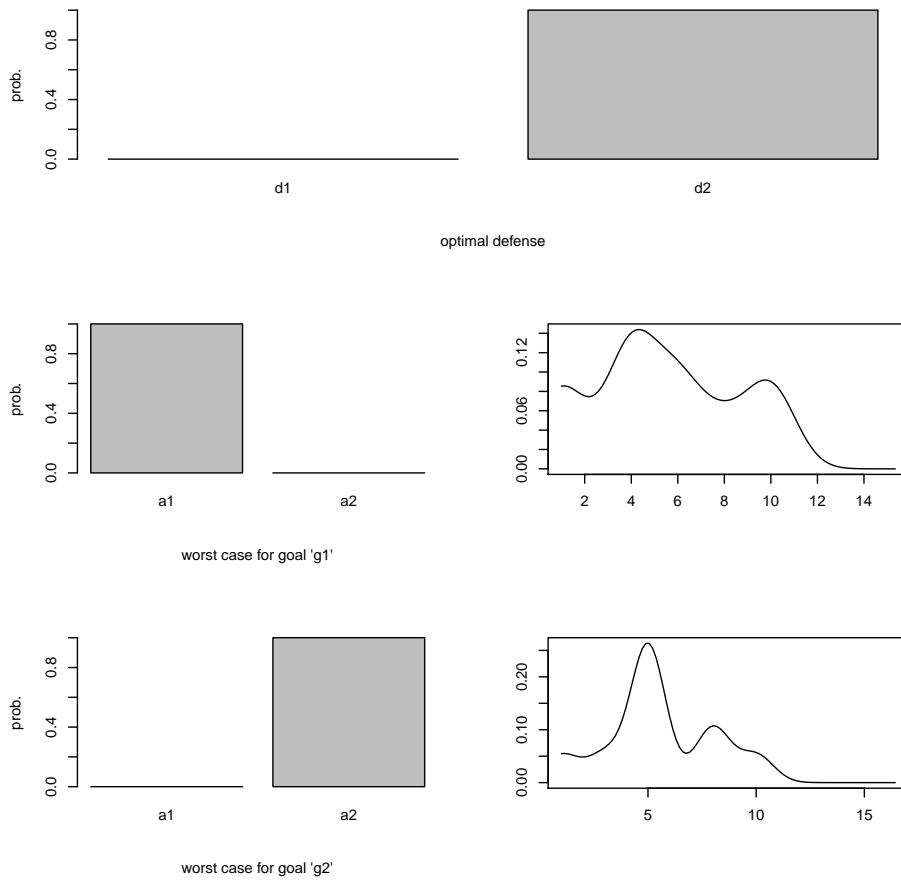 prob.
0.8
0.4
0.0
d1 d2
optimal defense
prob.
0.8
0.4
0.0
a1 a2
worst case for goal 'g1'
0.12
0.06
0.00
2 4 6 8 10 12 14
prob.
0.8
0.4
0.0
a1 a2
worst case for goal 'g2'
0.20
0.10
0.00
5 10 15